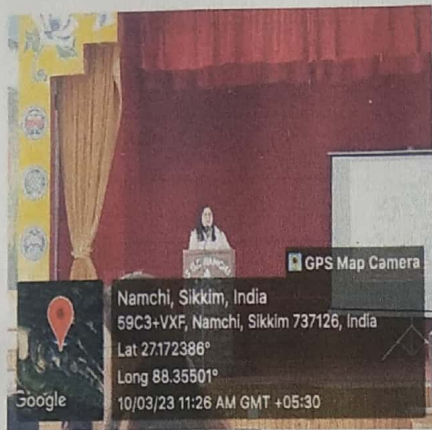 GPS Map Camera
Namchi, Sikkim, India
59C3+VXF, Namchi, Sikkim 737126, India
Lat 27.172386°
Long 88.35501°
10/03/23 11:26 AM GMT +05:30
Google